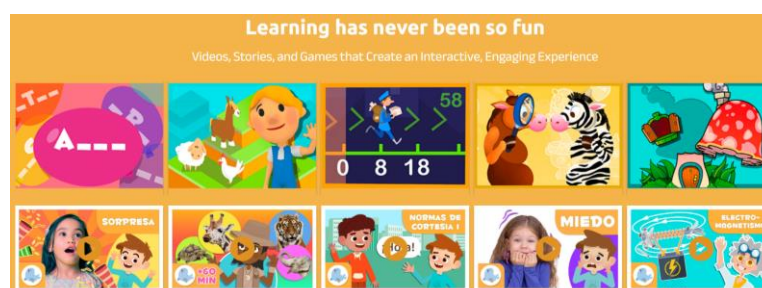 Learning has never been so fun
Videos, Stories, and Games that Create an Interactive, Engaging Experience
A _ _ _
58
0 8 18
SORPRESA
+60
MIN
NORMAS DE
CORTESIA I
¡Hola!
MIEDO
ELECTRO-
MAGNETISMO